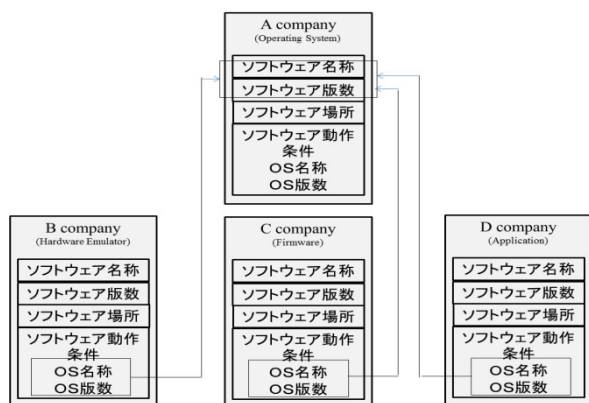 A company
(Operating System)
ソフトウェア名称
ソフトウェア版数
ソフトウェア場所
ソフトウェア動作
条件
OS名称
OS版数
B company
(Hardware Emulator)
ソフトウェア名称
ソフトウェア版数
ソフトウェア場所
ソフトウェア動作
条件
OS名称
OS版数
C company
(Firmware)
ソフトウェア名称
ソフトウェア版数
ソフトウェア場所
ソフトウェア動作
条件
OS名称
OS版数
D company
(Application)
ソフトウェア名称
ソフトウェア版数
ソフトウェア場所
ソフトウェア動作
条件
OS名称
OS版数